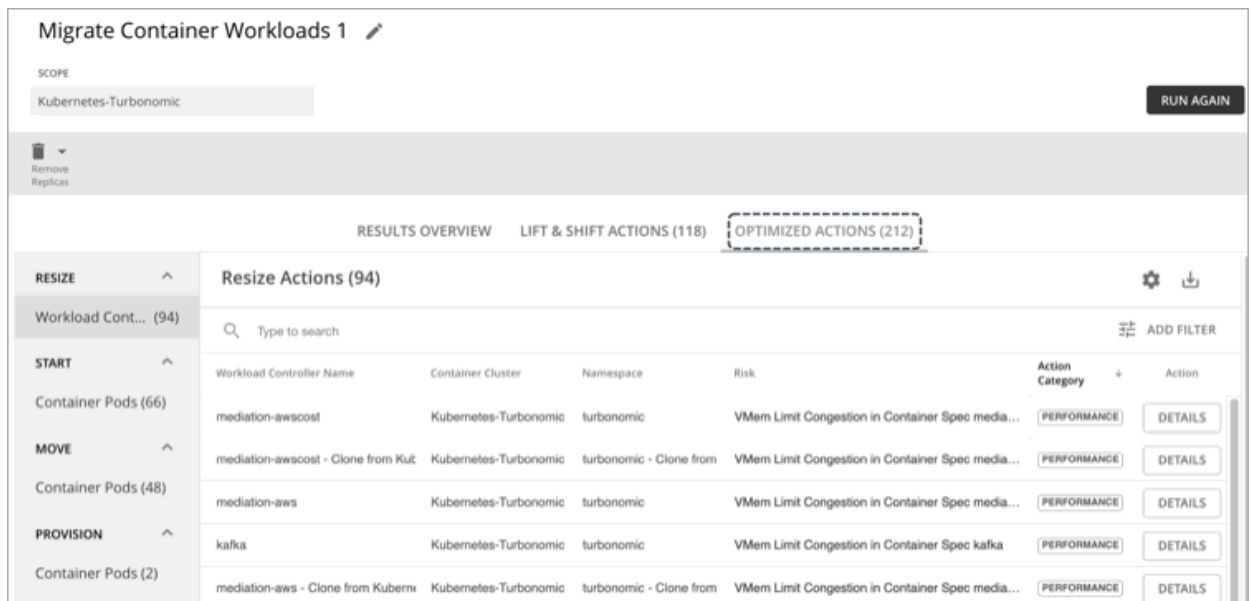 Migrate Container Workloads 1
SCOPE
Kubernetes-Turbonomic
RUN AGAIN
Remove
Replicas
RESULTS OVERVIEW LIFT & SHIFT ACTIONS (118) OPTIMIZED ACTIONS (212)
RESIZE
Workload Cont... (94)
START
Container Pods (66)
MOVE
Container Pods (48)
PROVISION
Container Pods (2)
Resize Actions (94)
Type to search
ADD FILTER
Workload Controller Name Container Cluster Namespace Risk Action Category Action
mediation-awscost Kubernetes-Turbonomic turbonomic VMem Limit Congestion in Container Spec media... PERFORMANCE DETAILS
mediation-awscost - Clone from Kub Kubernetes-Turbonomic turbonomic - Clone from VMem Limit Congestion in Container Spec media... PERFORMANCE DETAILS
mediation-aws Kubernetes-Turbonomic turbonomic VMem Limit Congestion in Container Spec media... PERFORMANCE DETAILS
kafka Kubernetes-Turbonomic turbonomic VMem Limit Congestion in Container Spec kafka PERFORMANCE DETAILS
mediation-aws - Clone from Kuberne Kubernetes-Turbonomic turbonomic - Clone from VMem Limit Congestion in Container Spec media... PERFORMANCE DETAILS